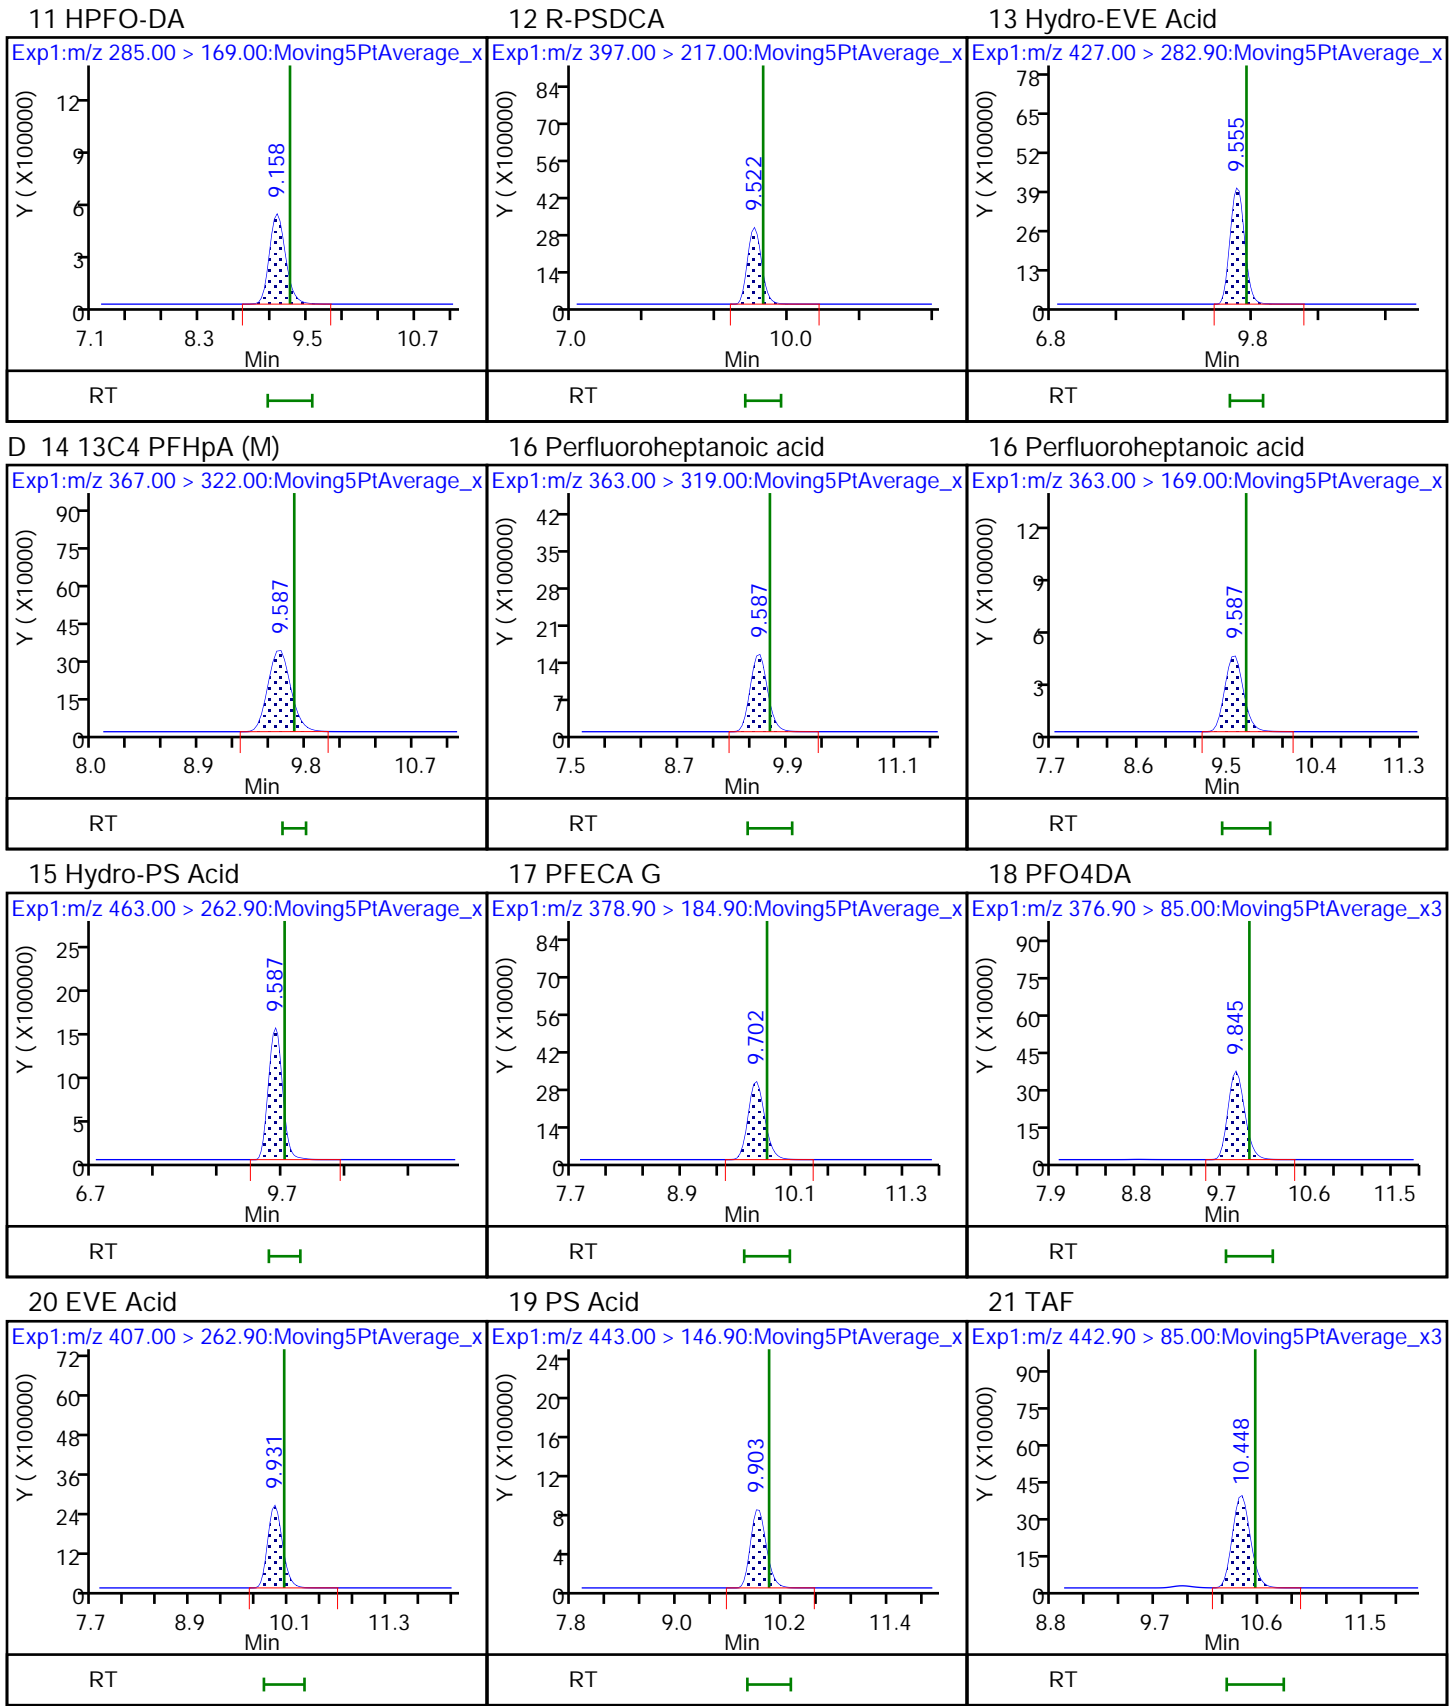 11 HPFO-DA
Exp1:m/z 285.00 > 169.00:Moving5PtAverage_x
Y ( X100000)
12
9
6
3
0
9.158
7.1 8.3 9.5 10.7
Min
RT
12 R-PSDCA
Exp1:m/z 397.00 > 217.00:Moving5PtAverage_x
Y ( X100000)
84
70
56
42
28
14
0
9.522
7.0 10.0
Min
RT
13 Hydro-EVE Acid
Exp1:m/z 427.00 > 282.90:Moving5PtAverage_x
Y ( X100000)
78
65
52
39
26
13
0
9.555
6.8 9.8
Min
RT
D 14 13C4 PFHpA (M)
Exp1:m/z 367.00 > 322.00:Moving5PtAverage_x
Y ( X10000)
90
75
60
45
30
15
0
9.587
8.0 8.9 9.8 10.7
Min
RT
16 Perfluoroheptanoic acid
Exp1:m/z 363.00 > 319.00:Moving5PtAverage_x
Y ( X100000)
42
35
28
21
14
7
0
9.587
7.5 8.7 9.9 11.1
Min
RT
16 Perfluoroheptanoic acid
Exp1:m/z 363.00 > 169.00:Moving5PtAverage_x
Y ( X100000)
12
9
6
3
0
9.587
7.7 8.6 9.5 10.4 11.3
Min
RT
15 Hydro-PS Acid
Exp1:m/z 463.00 > 262.90:Moving5PtAverage_x
Y ( X100000)
25
20
15
10
5
0
9.587
6.7 9.7
Min
RT
17 PFECA G
Exp1:m/z 378.90 > 184.90:Moving5PtAverage_x
Y ( X100000)
84
70
56
42
28
14
0
9.702
7.7 8.9 10.1 11.3
Min
RT
18 PFO4DA
Exp1:m/z 376.90 > 85.00:Moving5PtAverage_x3
Y ( X10000)
90
75
60
45
30
15
0
9.845
7.9 8.8 9.7 10.6 11.5
Min
RT
20 EVE Acid
Exp1:m/z 407.00 > 262.90:Moving5PtAverage_x
Y ( X100000)
72
60
48
36
24
12
0
9.931
7.7 8.9 10.1 11.3
Min
RT
19 PS Acid
Exp1:m/z 443.00 > 146.90:Moving5PtAverage_x
Y ( X100000)
24
20
16
12
8
4
0
9.903
7.8 9.0 10.2 11.4
Min
RT
21 TAF
Exp1:m/z 442.90 > 85.00:Moving5PtAverage_x3
Y ( X10000)
90
75
60
45
30
15
0
10.448
8.8 9.7 10.6 11.5
Min
RT